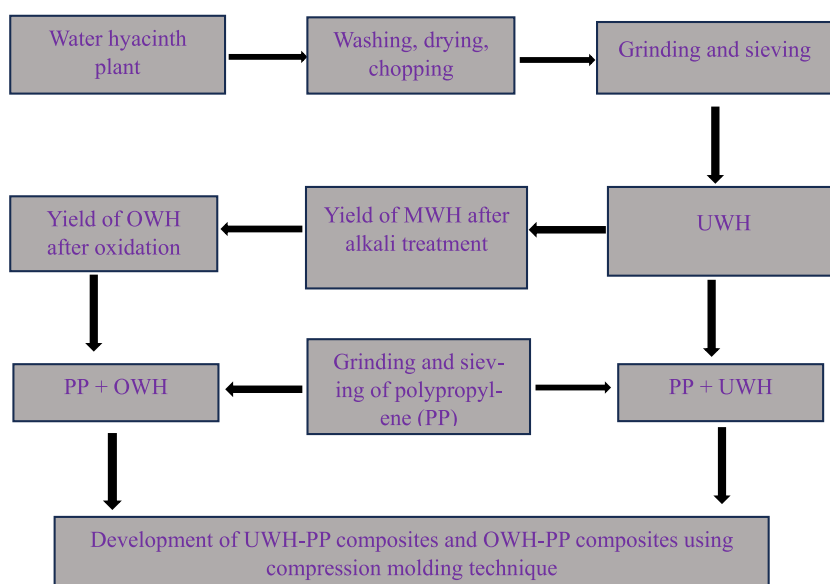 Water hyacinth
plant
Washing, drying,
chopping
Grinding and sieving
Yield of OWH
after oxidation
Yield of MWH after
alkali treatment
UWH
PP + OWH
Grinding and siev-
ing of polypropyl-
ene (PP)
PP + UWH
Development of UWH-PP composites and OWH-PP composites using
compression molding technique